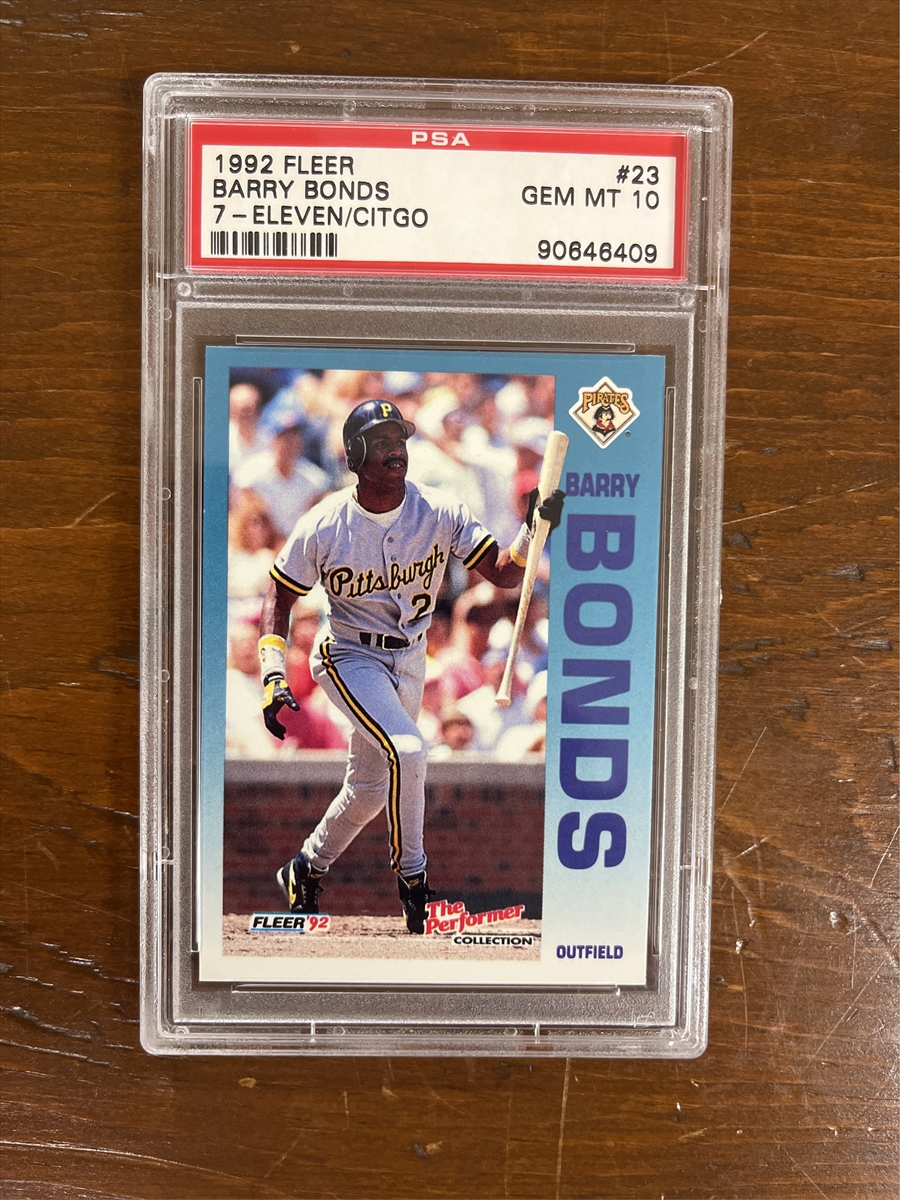 PSA
1992 FLEER #23
BARRY BONDS GEM MT 10
7-ELEVEN/CITGO
90646409
PIRATES
BARRY
BONDS
P
Pittsburgh
2
FLEER '92
The
Performer
COLLECTION
OUTFIELD